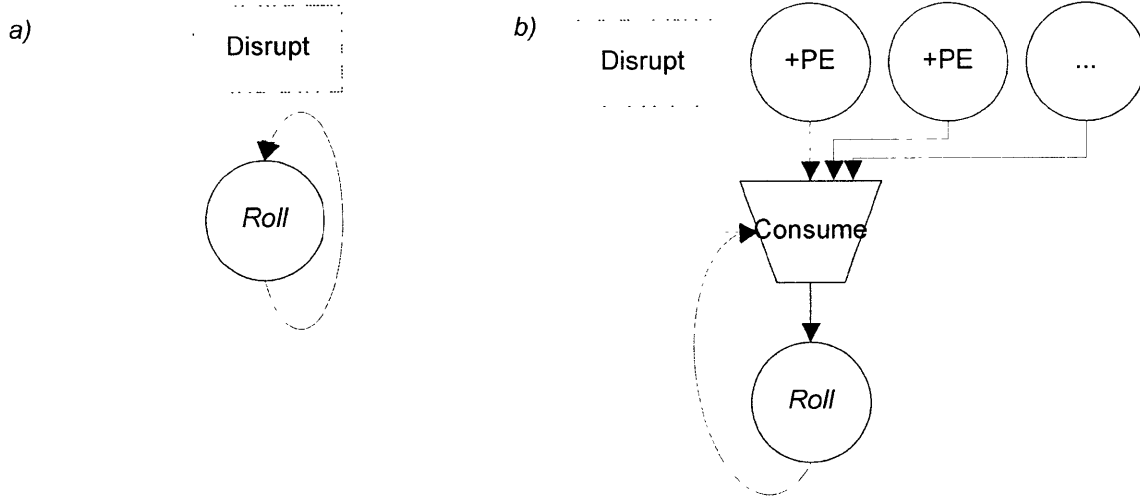 a)
Disrupt
Roll
b)
Disrupt
+PE
+PE
...
Consume
Roll